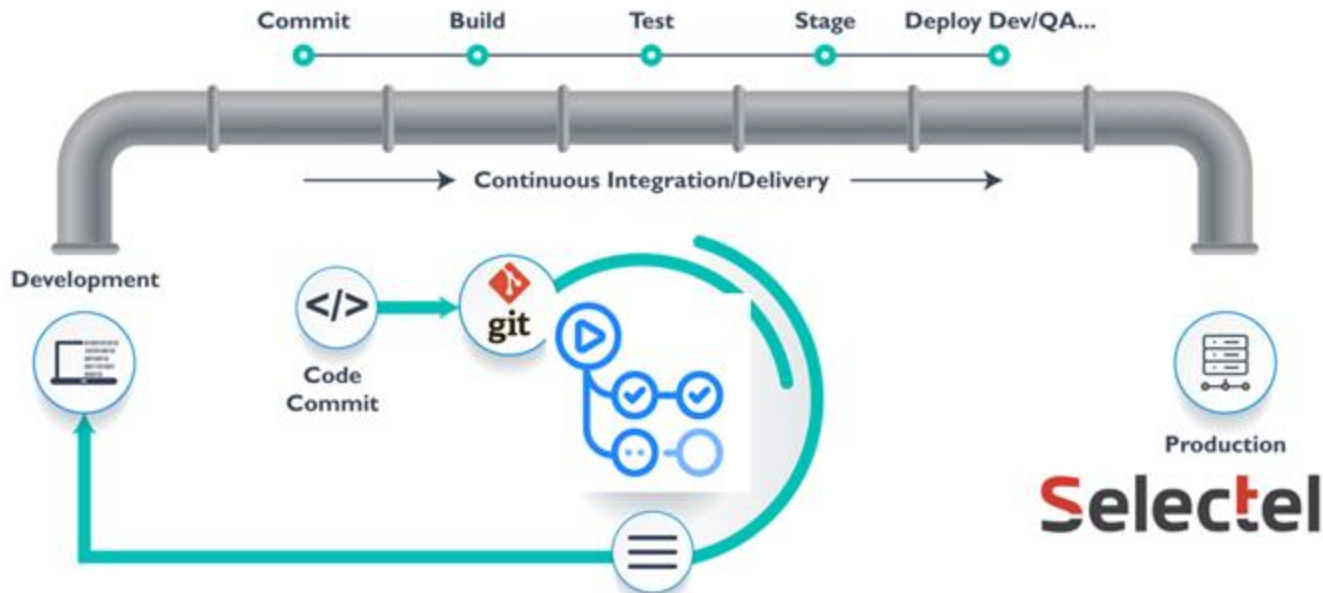 Commit
Build
Test
Stage
Deploy Dev/QA...
Continuous Integration/Delivery
Development
</>
git
Code
Commit
Production
Selectel